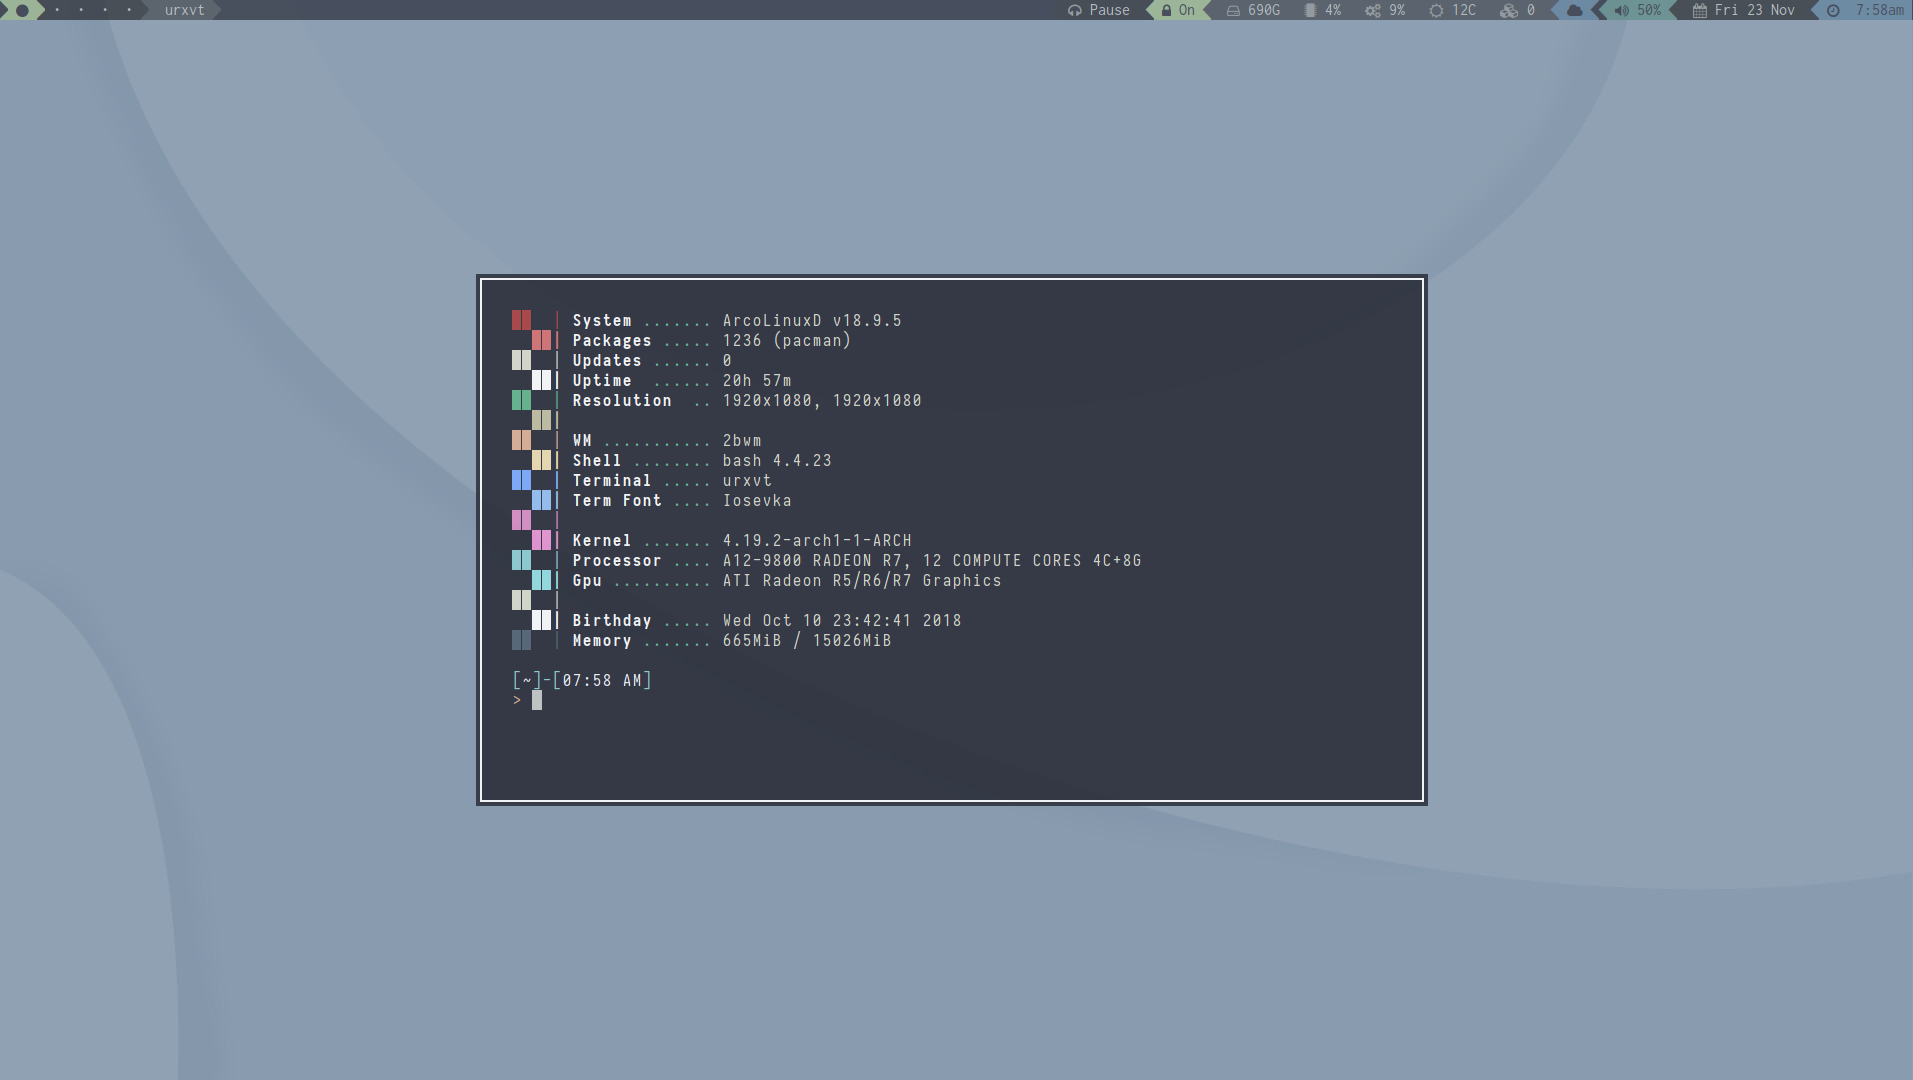 urxvt Pause On 690G 4% 9% 12C 0 50% Fri 23 Nov 7:58am
System ....... ArcoLinuxD v18.9.5
Packages ..... 1236 (pacman)
Updates ...... 0
Uptime ...... 20h 57m
Resolution .. 1920x1080, 1920x1080
WM ........... 2bwm
Shell ........ bash 4.4.23
Terminal ..... urxvt
Term Font .... Iosevka
Kernel ....... 4.19.2-arch1-1-ARCH
Processor .... A12-9800 RADEON R7, 12 COMPUTE CORES 4C+8G
Gpu .......... ATI Radeon R5/R6/R7 Graphics
Birthday ..... Wed Oct 10 23:42:41 2018
Memory ....... 665MiB / 15026MiB
[~]-[07:58 AM]
>